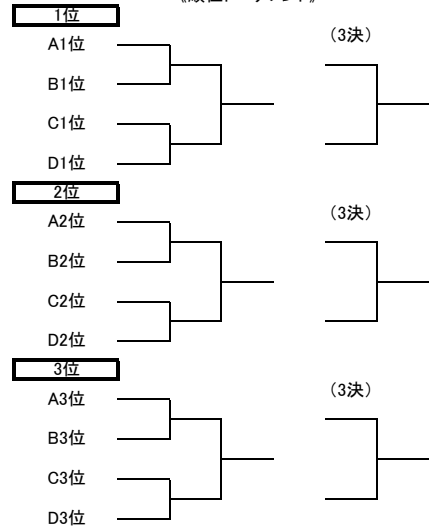 1位
(3決)
A1位
B1位
C1位
D1位
2位
(3決)
A2位
B2位
C2位
D2位
3位
(3決)
A3位
B3位
C3位
D3位